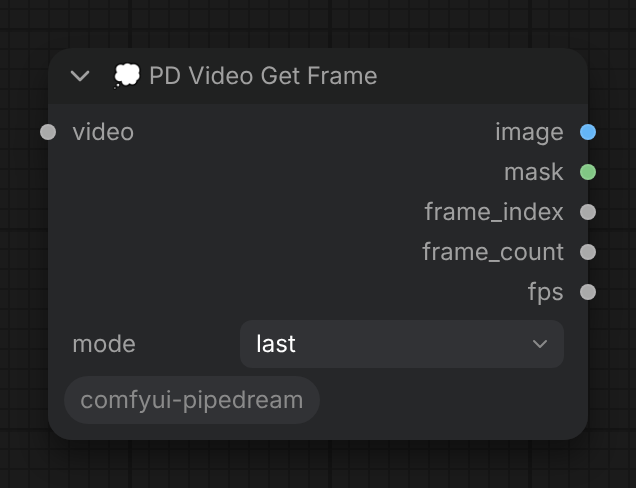 💭 PD Video Get Frame
video
image
mask
frame_index
frame_count
fps
mode
last
comfyui-pipedream